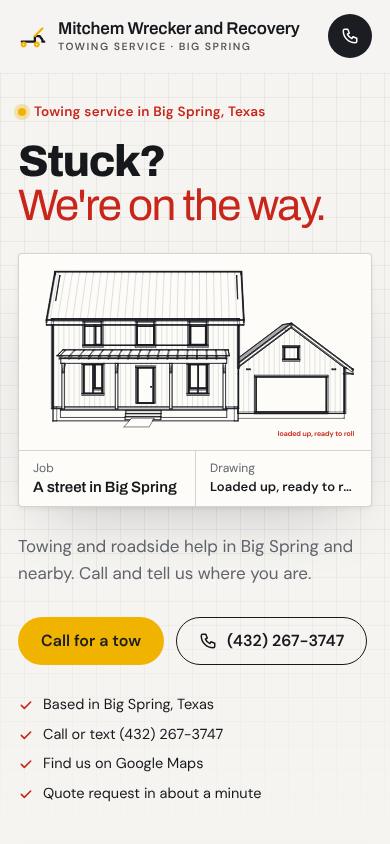 Mitchem Wrecker and Recovery
TOWING SERVICE · BIG SPRING
Towing service in Big Spring, Texas
Stuck?
We're on the way.
loaded up, ready to roll
Job
A street in Big Spring
Drawing
Loaded up, ready to r…
Towing and roadside help in Big Spring and
nearby. Call and tell us where you are.
Call for a tow
(432) 267-3747
Based in Big Spring, Texas
Call or text (432) 267-3747
Find us on Google Maps
Quote request in about a minute